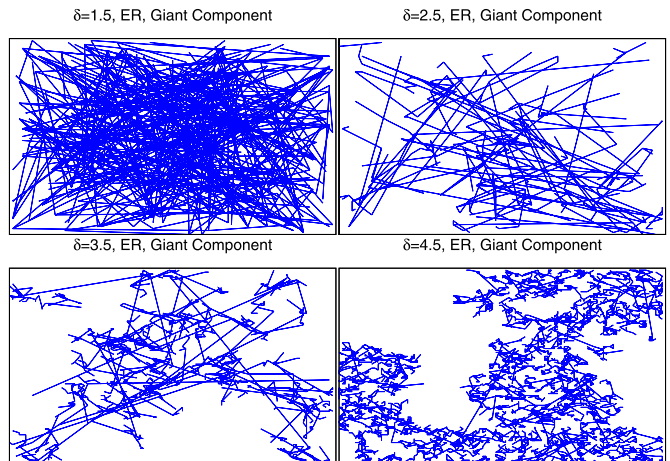 δ=1.5, ER, Giant Component
δ=2.5, ER, Giant Component
δ=3.5, ER, Giant Component
δ=4.5, ER, Giant Component